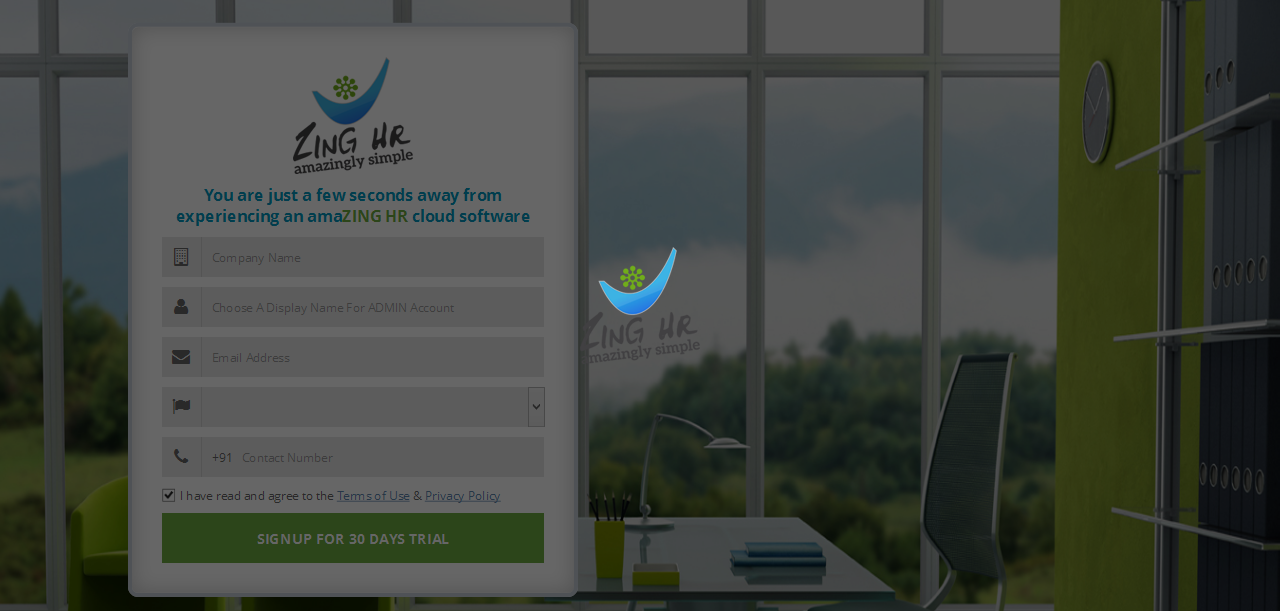 ZING HR
amazingly simple
You are just a few seconds away from
experiencing an amaZING HR cloud software
Company Name
Choose A Display Name For ADMIN Account
Email Address
+91 Contact Number
I have read and agree to the Terms of Use & Privacy Policy
SIGNUP FOR 30 DAYS TRIAL
ZING HR
amazingly simple